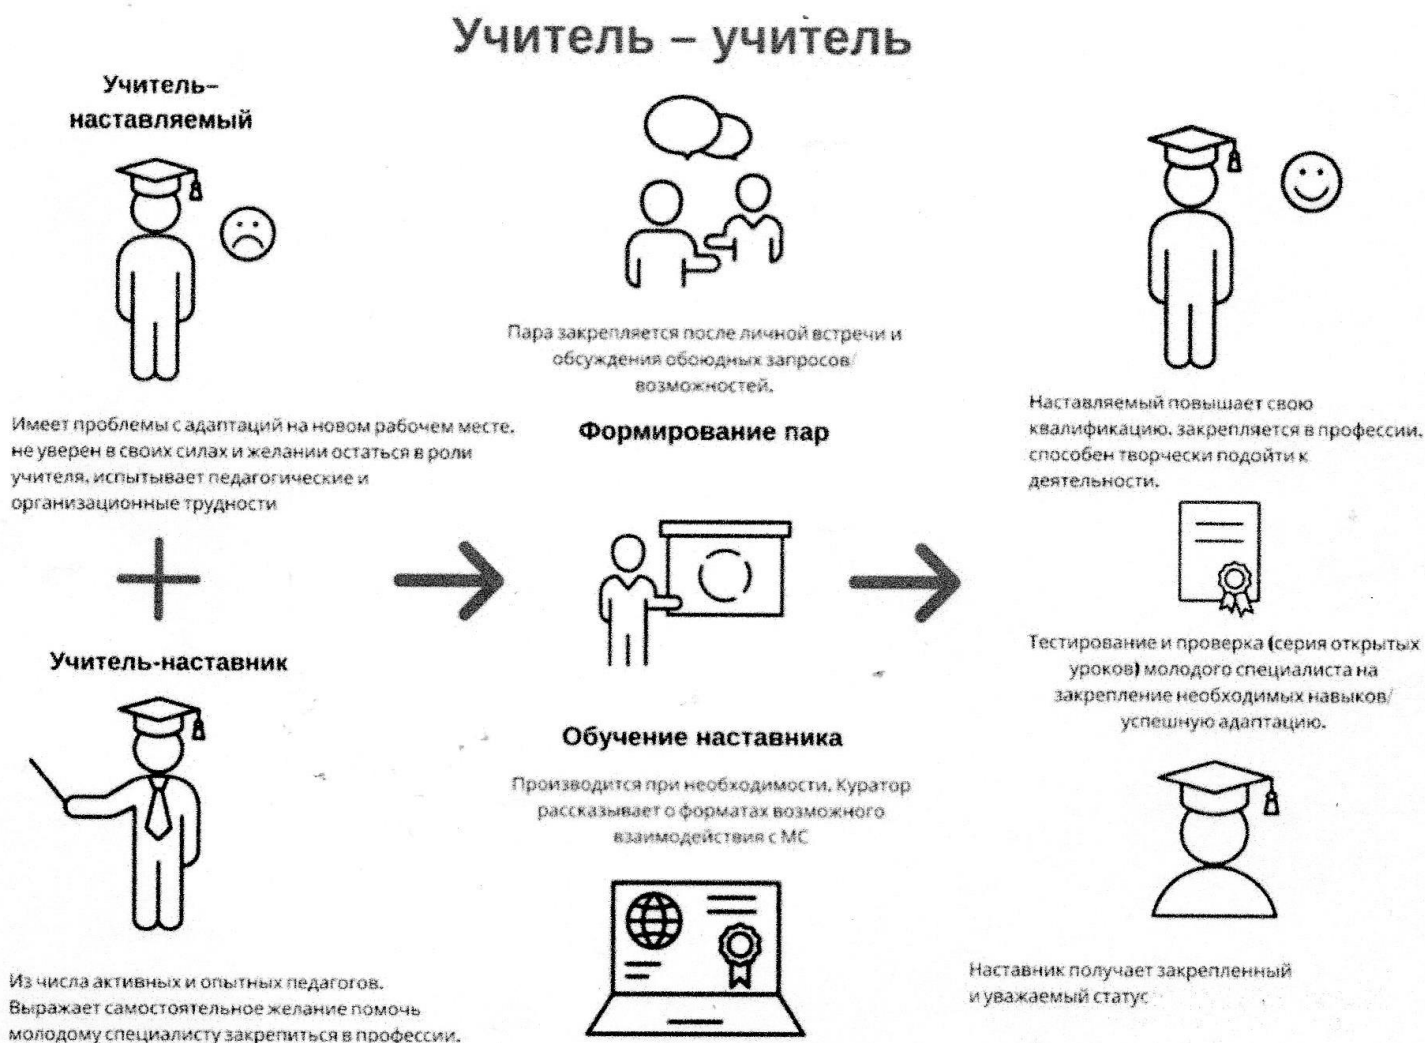 Учитель – учитель
Учитель–
наставляемый
Имеет проблемы с адаптаций на новом рабочем месте,
не уверен в своих силах и желании остаться в роли
учителя, испытывает педагогические и
организационные трудности
Учитель-наставник
Из числа активных и опытных педагогов.
Выражает самостоятельное желание помочь
молодому специалисту закрепиться в профессии.
Пара закрепляется после личной встречи и
обсуждения обоюдных запросов/
возможностей.
Формирование пар
Обучение наставника
Производится при необходимости. Куратор
рассказывает о форматах возможного
взаимодействия с МС
Наставляемый повышает свою
квалификацию, закрепляется в профессии,
способен творчески подойти к
деятельности.
Тестирование и проверка (серия открытых
уроков) молодого специалиста на
закрепление необходимых навыков/
успешную адаптацию.
Наставник получает закрепленный
и уважаемый статус